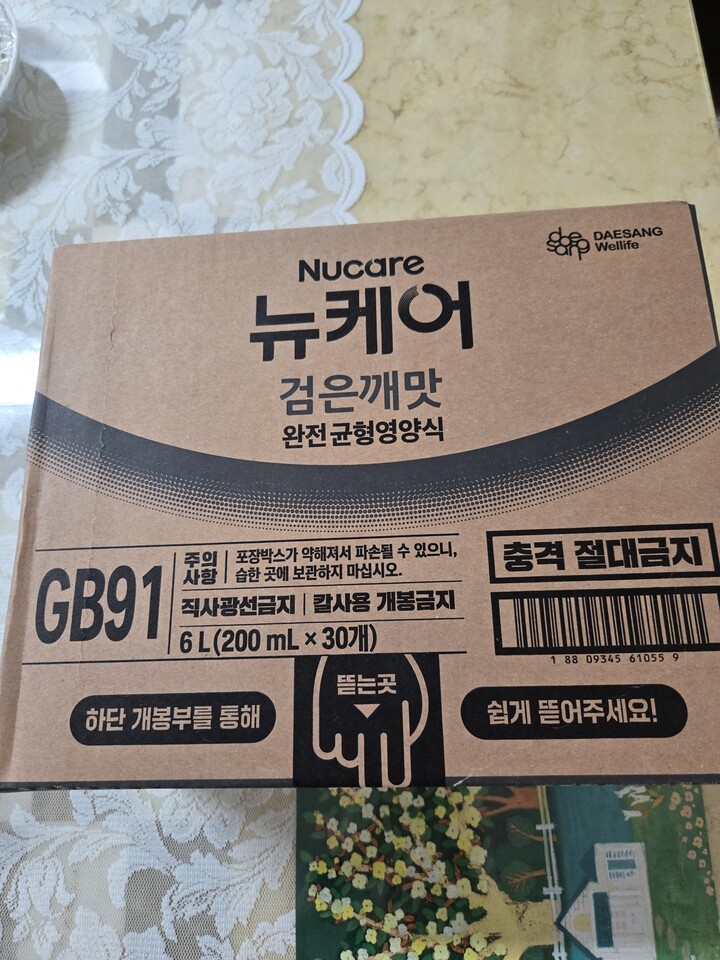 DAESANG
Wellife
Nucare
뉴케어
검은깨맛
완전균형영양식
GB91
주의
사항
포장박스가 약해져서 파손될 수 있으니,
습한 곳에 보관하지 마십시오.
직사광선금지 | 칼사용 개봉금지
6 L (200 mL × 30개)
충격 절대금지
1 88 09345 61055 9
뜯는곳
하단 개봉부를 통해
쉽게 뜯어주세요!